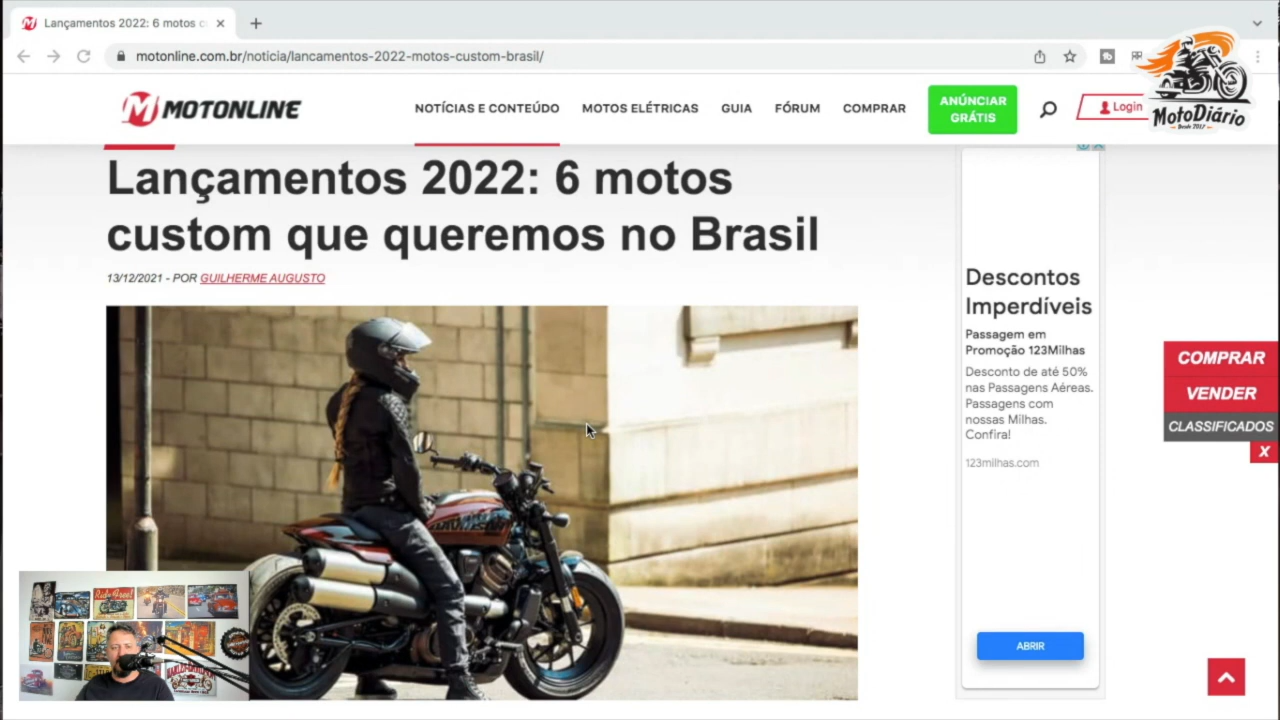 Lançamentos 2022: 6 motos c
motonline.com.br/noticia/lancamentos-2022-motos-custom-brasil/
MOTONLINE
NOTÍCIAS E CONTEÚDO
MOTOS ELÉTRICAS
GUIA
FÓRUM
COMPRAR
ANÚNCIAR
GRÁTIS
Login
MotoDiário
Desde 2017
Lançamentos 2022: 6 motos
custom que queremos no Brasil
13/12/2021 - POR GUILHERME AUGUSTO
Descontos
Imperdíveis
Passagem em
Promoção 123Milhas
Desconto de até 50%
nas Passagens Aéreas.
Passagens com
nossas Milhas.
Confira!
123milhas.com
ABRIR
COMPRAR
VENDER
CLASSIFICADOS
X